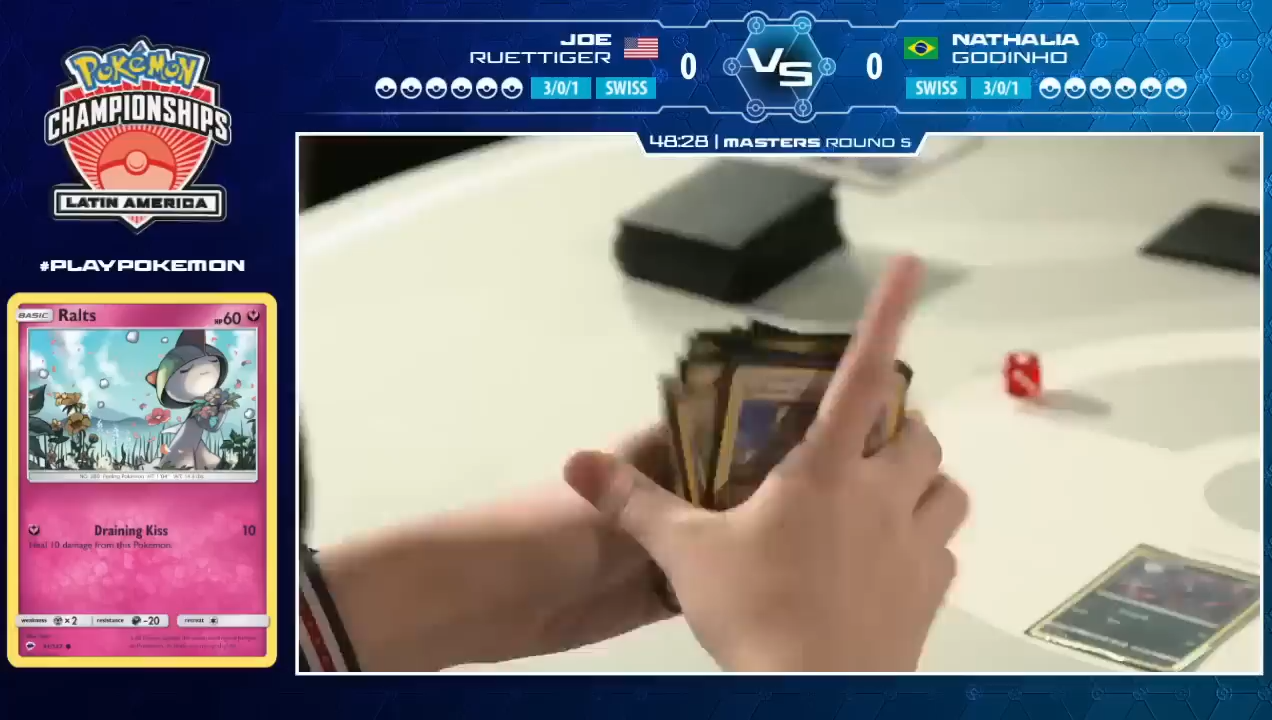 POKÉMON
CHAMPIONSHIPS
LATIN AMERICA
#PLAYPOKEMON
JOE
RUETTIGER
0
VS
0
NATHALIA
GODINHO
3/0/1
SWISS
SWISS
3/0/1
48:28 | MASTERS ROUND 5
BASIC Ralts HP60
Draining Kiss 10
Heal 10 damage from this Pokémon.
weakness ×2 resistance -20 retreat